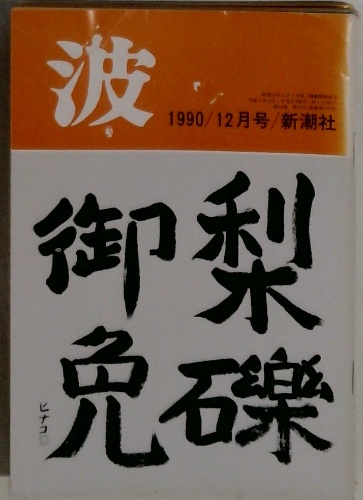 波
1990/12月号/新潮社
梨礫
御免
ヒナコ